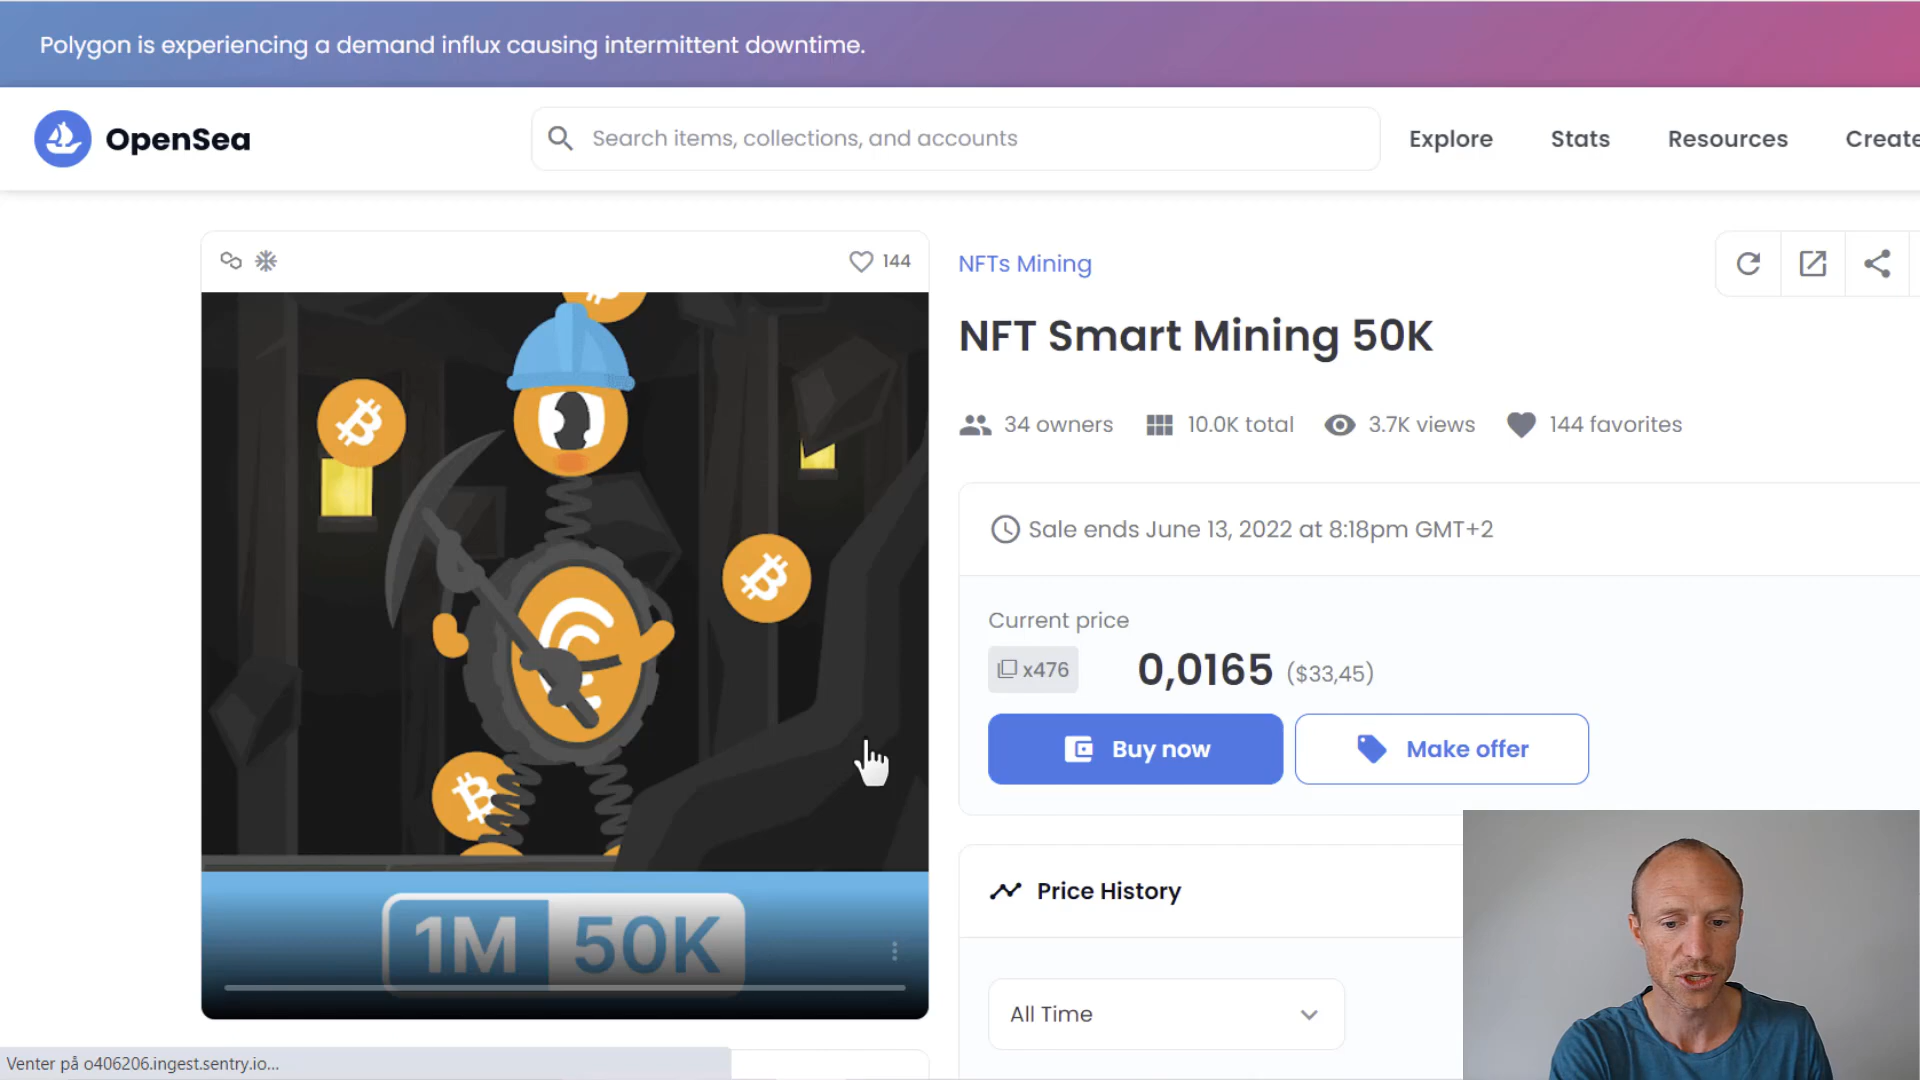 Polygon is experiencing a demand influx causing intermittent downtime.
OpenSea
Search items, collections, and accounts
Explore
Stats
Resources
Create
144
NFTs Mining
NFT Smart Mining 50K
34 owners
10.0K total
3.7K views
144 favorites
Sale ends June 13, 2022 at 8:18pm GMT+2
Current price
x476
0,0165 ($33,45)
Buy now
Make offer
1M 50K
Price History
All Time
Venter på o406206.ingest.sentry.io...